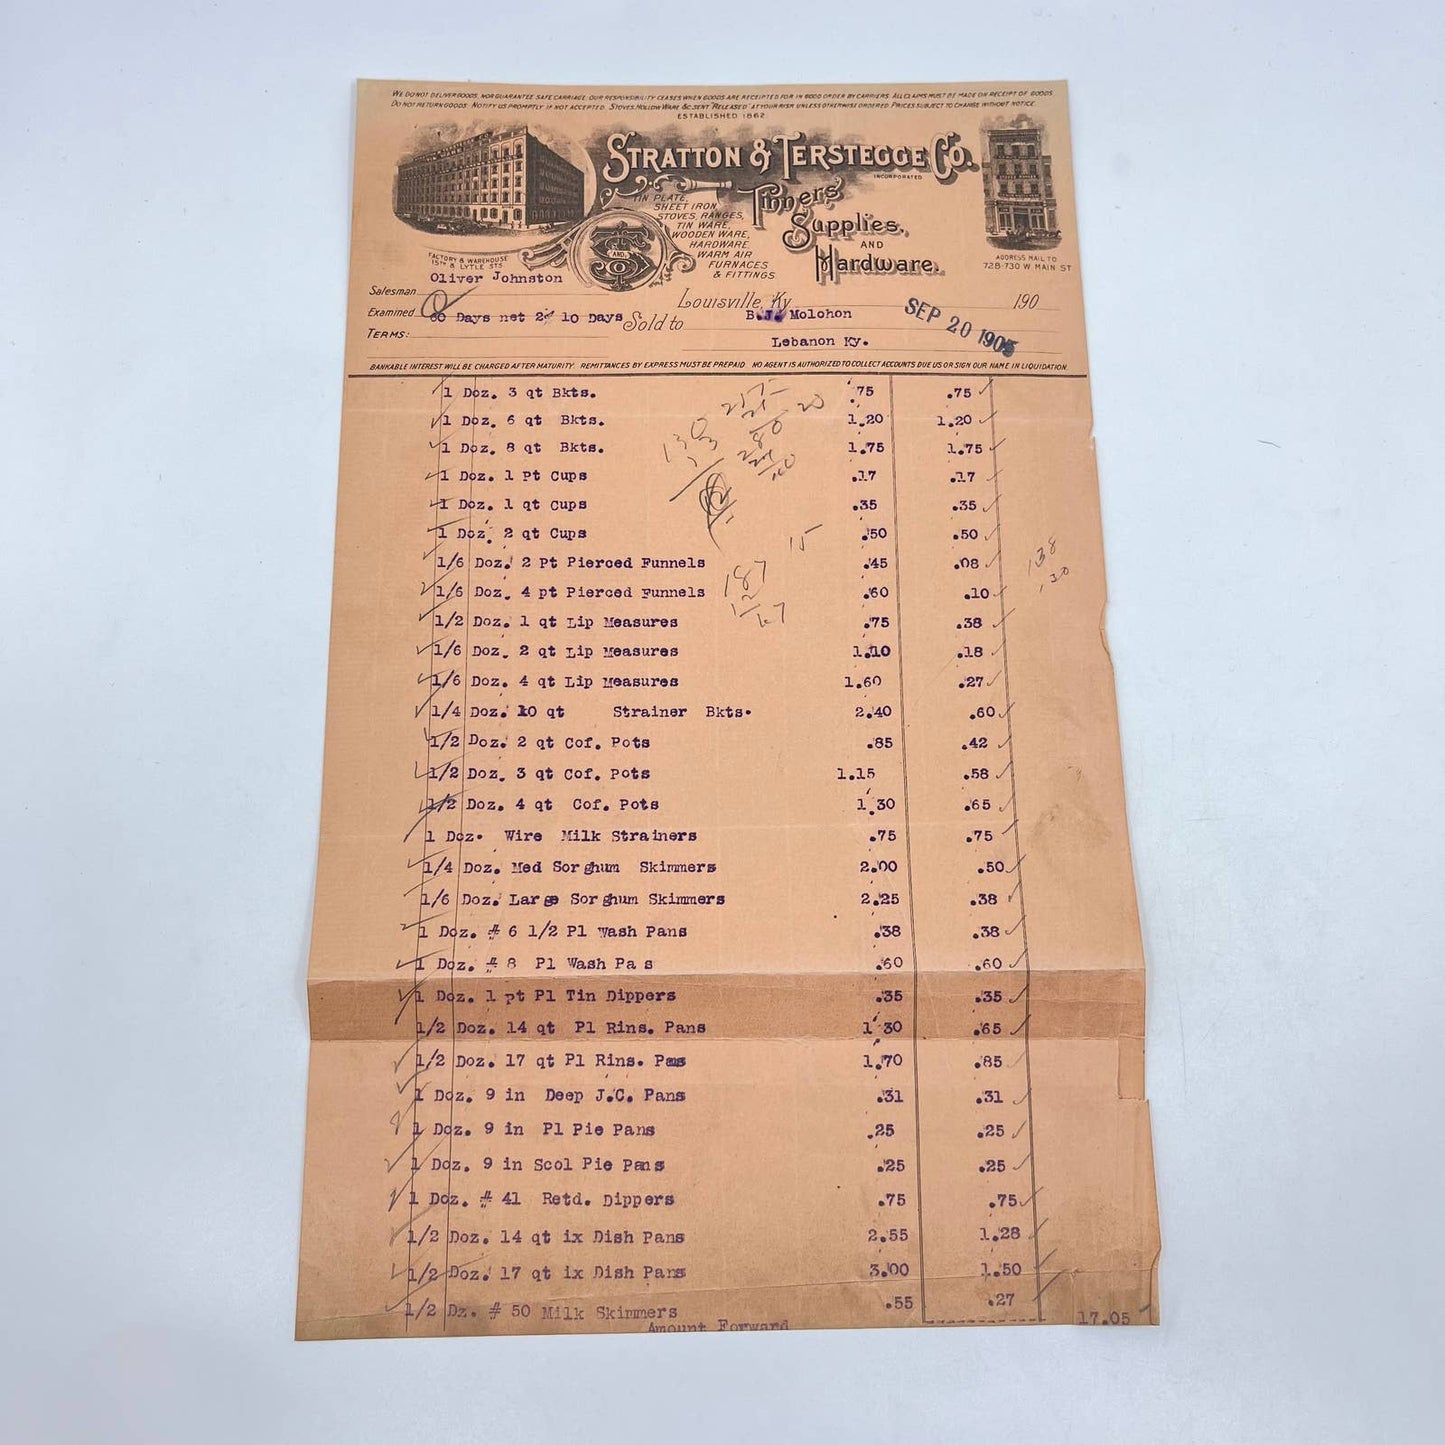 WE DO NOT DELIVER GOODS, NOR GUARANTEE SAFE CARRIAGE. OUR RESPONSIBILITY CEASES WHEN GOODS ARE RECEIPTED FOR IN GOOD ORDER BY CARRIERS. ALL CLAIMS MUST BE MADE ON RECEIPT OF GOODS
DO NOT RETURN GOODS. NOTIFY US PROMPTLY IF NOT ACCEPTED. STOVES, HOLLOW WARE &C. SENT "RELEASED" AT YOUR RISK UNLESS OTHERWISE ORDERED. PRICES SUBJECT TO CHANGE WITHOUT NOTICE.
ESTABLISHED 1862
STRATTON & TERSTEGGE CO.
INCORPORATED
Tinners' Supplies, AND Hardware.
TIN PLATE,
SHEET IRON,
STOVES, RANGES,
TIN WARE,
WOODEN WARE,
HARDWARE,
WARM AIR
FURNACES
& FITTINGS
FACTORY & WAREHOUSE
15TH & LYTLE STS
ADDRESS MAIL TO
728-730 W MAIN ST
Salesman Oliver Johnston
Louisville, Ky SEP 20 1905 190
Examined
TERMS: 60 Days net 2% 10 Days
Sold to B.J. Molohon
Lebanon Ky.
BANKABLE INTEREST WILL BE CHARGED AFTER MATURITY. REMITTANCES BY EXPRESS MUST BE PREPAID NO AGENT IS AUTHORIZED TO COLLECT ACCOUNTS DUE US OR SIGN OUR NAME IN LIQUIDATION
1 Doz. 3 qt Bkts. .75 .75
1 Doz. 6 qt Bkts. 1.20 1.20
1 Doz. 8 qt Bkts. 1.75 1.75
1 Doz. 1 Pt Cups .17 .17
1 Doz. 1 qt Cups .35 .35
1 Doz. 2 qt Cups .50 .50
1/6 Doz. 2 Pt Pierced Funnels .45 .08
1/6 Doz. 4 pt Pierced Funnels .60 .10
1/2 Doz. 1 qt Lip Measures .75 .38
1/6 Doz. 2 qt Lip Measures 1.10 .18
1/6 Doz. 4 qt Lip Measures 1.60 .27
1/4 Doz. 10 qt Strainer Bkts. 2.40 .60
1/2 Doz. 2 qt Cof. Pots .85 .42
1/2 Doz. 3 qt Cof. Pots 1.15 .58
1/2 Doz. 4 qt Cof. Pots 1.30 .65
1 Doz. Wire Milk Strainers .75 .75
1/4 Doz. Med Sorghum Skimmers 2.00 .50
1/6 Doz. Large Sorghum Skimmers 2.25 .38
1 Doz. # 6 1/2 Pl Wash Pans .38 .38
1 Doz. # 8 Pl Wash Pa s .60 .60
1 Doz. 1 pt Pl Tin Dippers .35 .35
1/2 Doz. 14 qt Pl Rins. Pans 1.30 .65
1/2 Doz. 17 qt Pl Rins. Pans 1.70 .85
1 Doz. 9 in Deep J.C. Pans .31 .31
1 Doz. 9 in Pl Pie Pans .25 .25
1 Doz. 9 in Scol Pie Pans .25 .25
1 Doz. # 41 Retd. Dippers .75 .75
1/2 Doz. 14 qt ix Dish Pans 2.55 1.28
1/2 Doz. 17 qt ix Dish Pans 3.00 1.50
1/2 Dz. # 50 Milk Skimmers .55 .27
Amount Forward 17.05